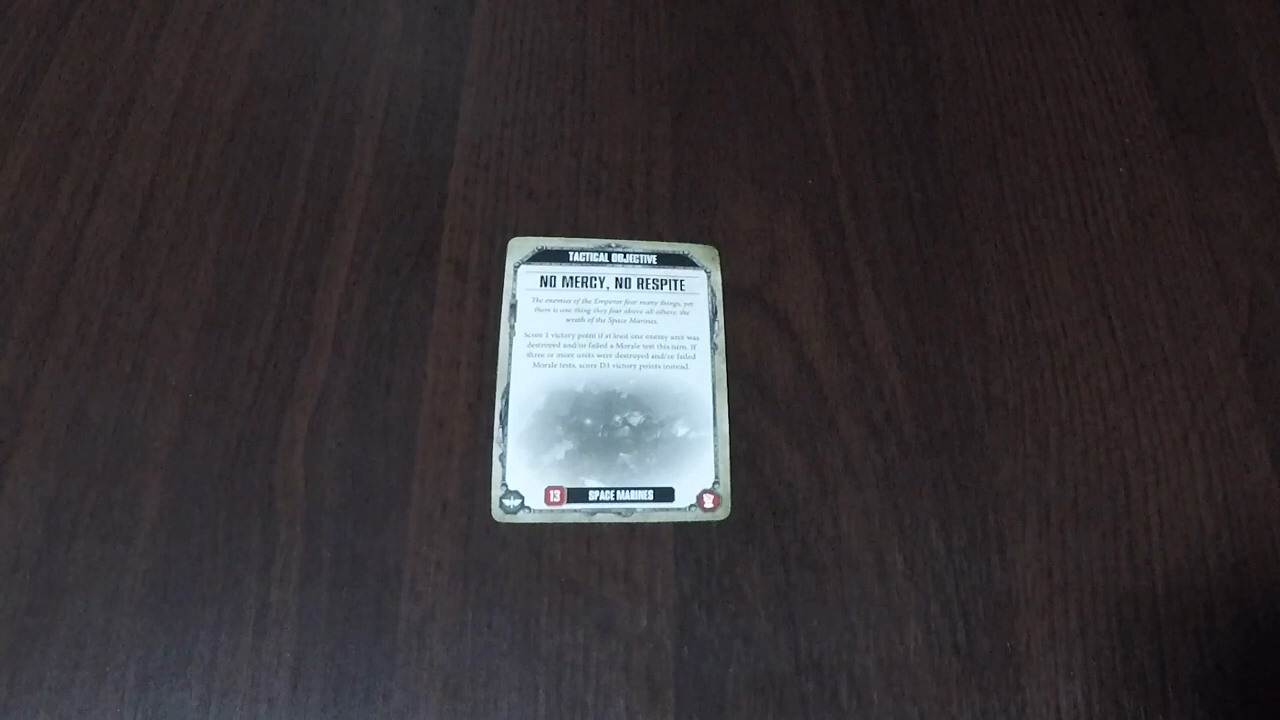 TACTICAL OBJECTIVE
NO MERCY, NO RESPITE
The enemies of the Emperor fear many things, yet
there is one thing they fear above all others: the
wrath of the Space Marines.
Score 1 victory point if at least one enemy unit was
destroyed and/or failed a Morale test this turn. If
three or more units were destroyed and/or failed
Morale tests, score D3 victory points instead.
13 SPACE MARINES